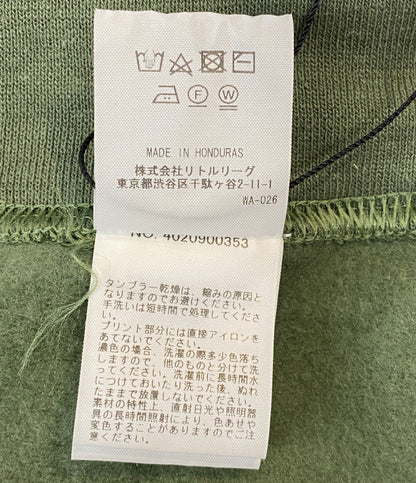 MADE IN HONDURAS
株式会社リトルリーグ
東京都渋谷区千駄ヶ谷2-11-1
WA-026
NO. 4020900353
タンブラー乾燥は、縮みの原因と
なりますのでお避けください。
手洗いは短時間で処理してください。
プリント部分には直接アイロンを
あてないでください。
濃色の場合、洗濯の際多少色落ち
しますので、他のものと分けて洗
ってください。洗濯前に長時間水
につけておいたり洗った後、ぬれ
たままで放置しないでください。
素材の特性上、直射日光や照明器
具の長時間照射により、色あせや
変色することがありますのでご注
意ください。